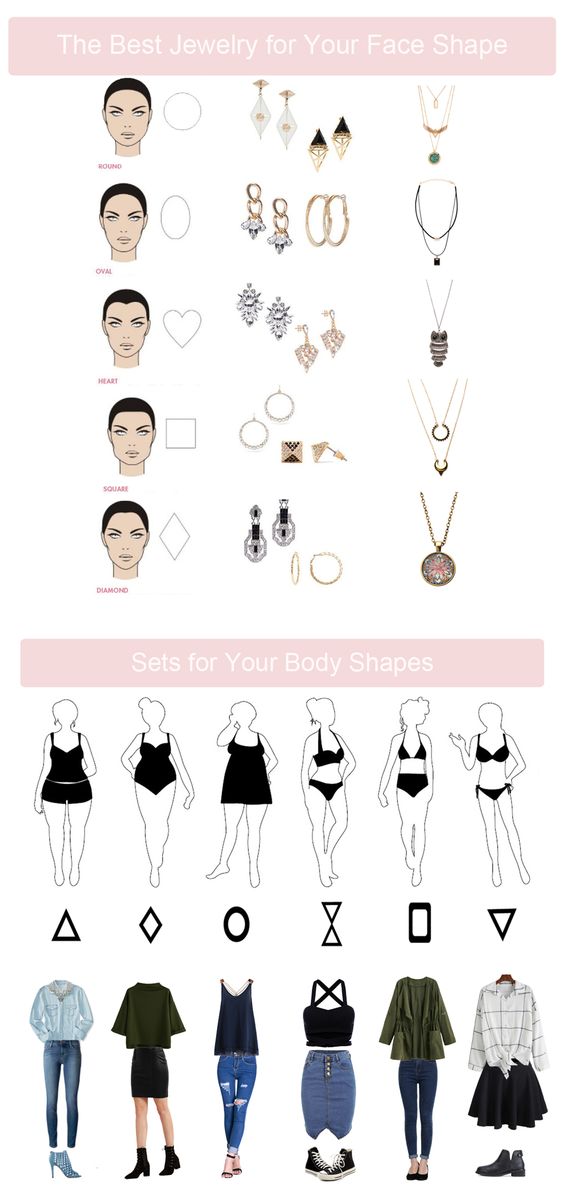 The Best Jewelry for Your Face Shape
ROUND
OVAL
HEART
SQUARE
DIAMOND
Sets for Your Body Shapes